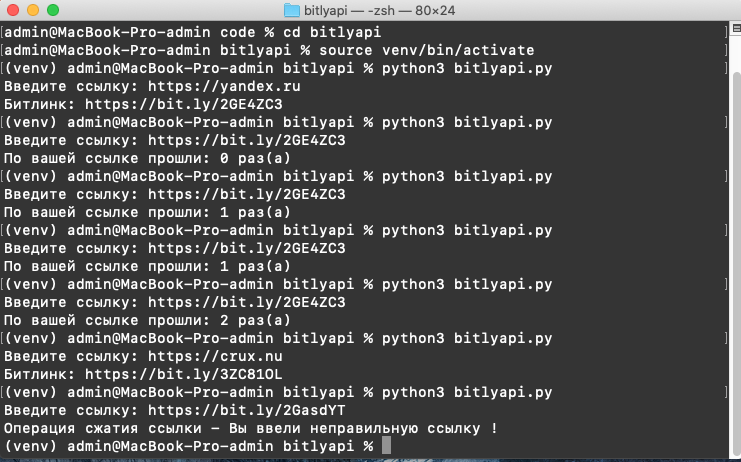 bitlyapi — -zsh — 80×24
[admin@MacBook-Pro-admin code % cd bitlyapi ]
[admin@MacBook-Pro-admin bitlyapi % source venv/bin/activate ]
[(venv) admin@MacBook-Pro-admin bitlyapi % python3 bitlyapi.py ]
Введите ссылку: https://yandex.ru
Битлинк: https://bit.ly/2GE4ZC3
[(venv) admin@MacBook-Pro-admin bitlyapi % python3 bitlyapi.py ]
Введите ссылку: https://bit.ly/2GE4ZC3
По вашей ссылке прошли: 0 раз(а)
[(venv) admin@MacBook-Pro-admin bitlyapi % python3 bitlyapi.py ]
Введите ссылку: https://bit.ly/2GE4ZC3
По вашей ссылке прошли: 1 раз(а)
[(venv) admin@MacBook-Pro-admin bitlyapi % python3 bitlyapi.py ]
Введите ссылку: https://bit.ly/2GE4ZC3
По вашей ссылке прошли: 1 раз(а)
[(venv) admin@MacBook-Pro-admin bitlyapi % python3 bitlyapi.py ]
Введите ссылку: https://bit.ly/2GE4ZC3
По вашей ссылке прошли: 2 раз(а)
[(venv) admin@MacBook-Pro-admin bitlyapi % python3 bitlyapi.py ]
Введите ссылку: https://crux.nu
Битлинк: https://bit.ly/3ZC81OL
[(venv) admin@MacBook-Pro-admin bitlyapi % python3 bitlyapi.py ]
Введите ссылку: https://bit.ly/2GasdYT
Операция сжатия ссылки – Вы ввели неправильную ссылку !
(venv) admin@MacBook-Pro-admin bitlyapi %